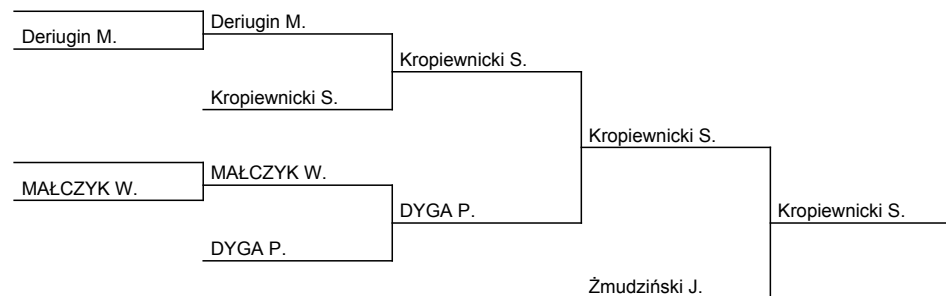 Deriugin M.
Deriugin M.
Kropiewnicki S.
Kropiewnicki S.
Kropiewnicki S.
MAŁCZYK W.
MAŁCZYK W.
DYGA P.
Kropiewnicki S.
DYGA P.
Żmudziński J.